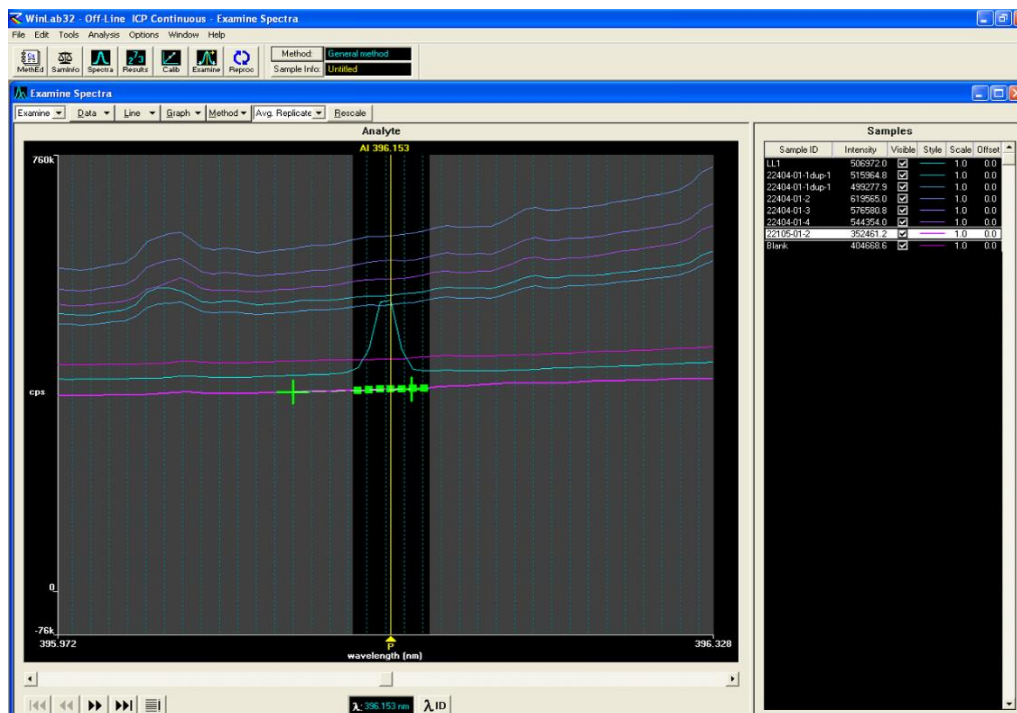 WinLab32 - Off-Line ICP Continuous - Examine Spectra
File Edit Tools Analysis Options Window Help
MethEd SamInfo Spectra Results Calib Examine Reproc
Method: General method
Sample Info: Untitled
Examine Spectra
Examine Data Line Graph Method Avg. Replicate Rescale
Analyte
Al 396.153
760k
cps
0
-76k
395.972 396.328
P
wavelength (nm)
λ: 396.153 nm λ ID
Samples
Sample ID Intensity Visible Style Scale Offset
LL1 506972.0 1.0 0.0
22404-01-1dup-1 515964.8 1.0 0.0
22404-01-1dup-1 499277.9 1.0 0.0
22404-01-2 619565.0 1.0 0.0
22404-01-3 576580.8 1.0 0.0
22404-01-4 544354.0 1.0 0.0
22105-01-2 352461.2 1.0 0.0
Blank 404668.6 1.0 0.0